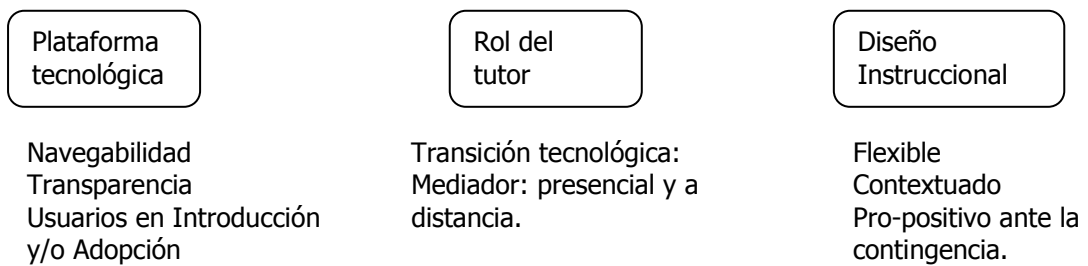 Plataforma
tecnológica
Navegabilidad
Transparencia
Usuarios en Introducción
y/o Adopción
Rol del
tutor
Transición tecnológica:
Mediador: presencial y a
distancia.
Diseño
Instruccional
Flexible
Contextuado
Pro-positivo ante la
contingencia.